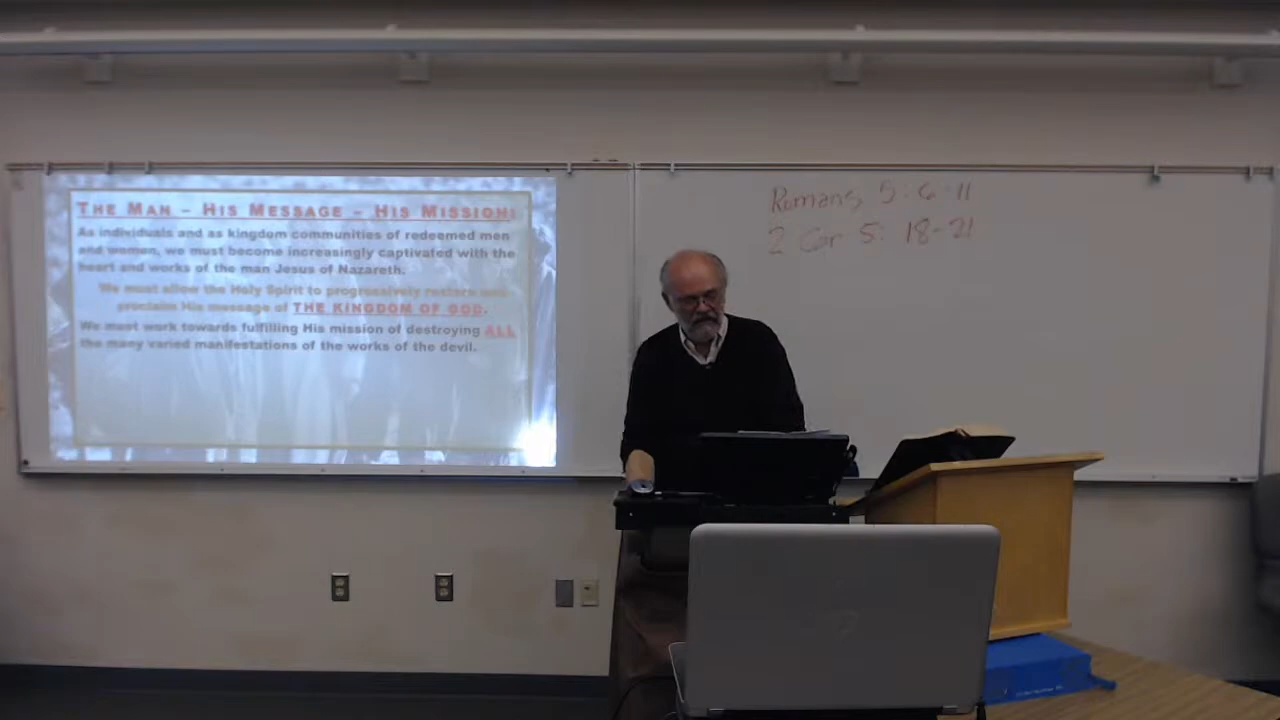 THE MAN – HIS MESSAGE – HIS MISSION:
As individuals and as kingdom communities of redeemed men
and women, we must become increasingly captivated with the
heart and works of the man Jesus of Nazareth.
We must allow the Holy Spirit to progressively restore and
proclaim His message of THE KINGDOM OF GOD.
We must work towards fulfilling His mission of destroying ALL
the many varied manifestations of the works of the devil.
Romans 5:6-11
2 Cor 5: 18-21